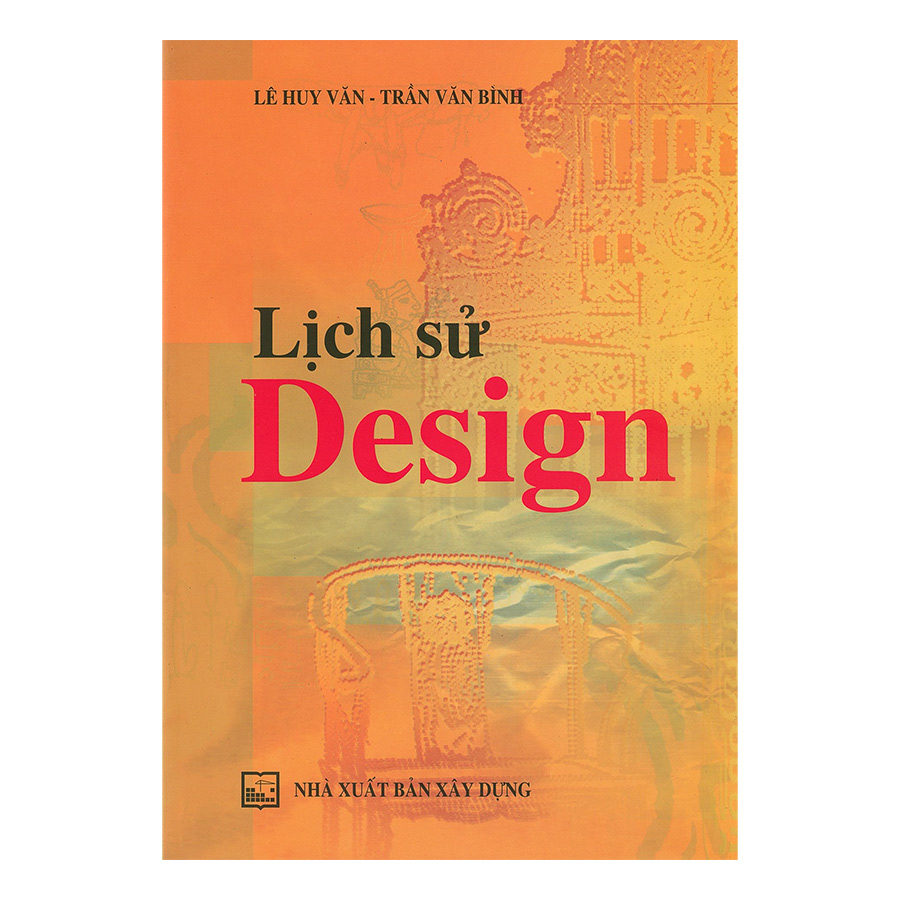 LÊ HUY VĂN - TRẦN VĂN BÌNH
Lịch sử
Design
NHÀ XUẤT BẢN XÂY DỰNG